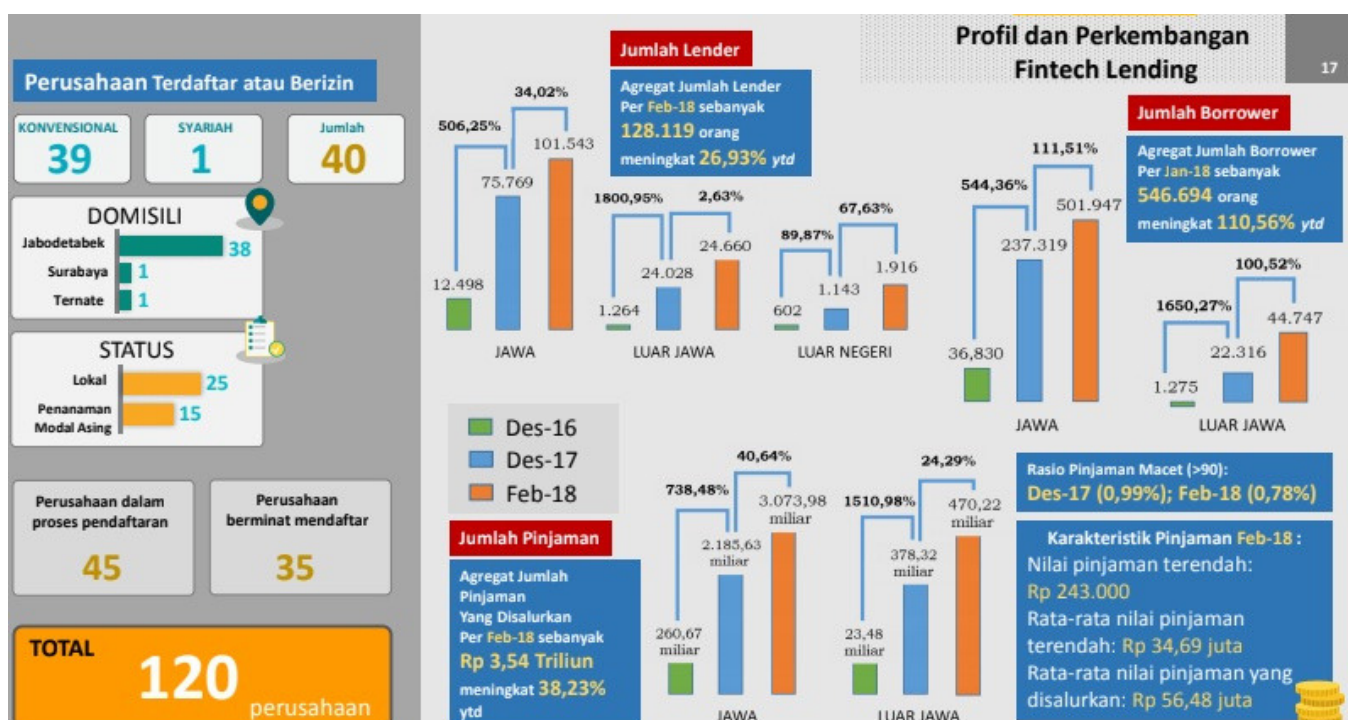 Profil dan Perkembangan
Fintech Lending
17
Perusahaan Terdaftar atau Berizin
KONVENSIONAL
39
SYARIAH
1
Jumlah
40
DOMISILI
Jabodetabek
38
Surabaya
1
Ternate
1
STATUS
Lokal
25
Penanaman
Modal Asing
15
Perusahaan dalam
proses pendaftaran
45
Perusahaan
berminat mendaftar
35
TOTAL
120
perusahaan
Jumlah Lender
Agregat Jumlah Lender
Per Feb-18 sebanyak
128.119 orang
meningkat 26,93% ytd
506,25%
34,02%
12.498
75.769
101.543
JAWA
1800,95%
2,63%
1.264
24.028
24.660
LUAR JAWA
89,87%
67,63%
602
1.143
1.916
LUAR NEGERI
Jumlah Borrower
Agregat Jumlah Borrower
Per Jan-18 sebanyak
546.694 orang
meningkat 110,56% ytd
544,36%
111,51%
36,830
237.319
501.947
JAWA
1650,27%
100,52%
1.275
22.316
44.747
LUAR JAWA
Des-16
Des-17
Feb-18
Jumlah Pinjaman
Agregat Jumlah
Pinjaman
Yang Disalurkan
Per Feb-18 sebanyak
Rp 3,54 Triliun
meningkat 38,23%
ytd
738,48%
40,64%
260,67
miliar
2.185,63
miliar
3.073,98
miliar
JAWA
1510,98%
24,29%
23,48
miliar
378,32
miliar
470,22
miliar
LUAR JAWA
Rasio Pinjaman Macet (>90):
Des-17 (0,99%); Feb-18 (0,78%)
Karakteristik Pinjaman Feb-18 :
Nilai pinjaman terendah:
Rp 243.000
Rata-rata nilai pinjaman
terendah: Rp 34,69 juta
Rata-rata nilai pinjaman yang
disalurkan: Rp 56,48 juta